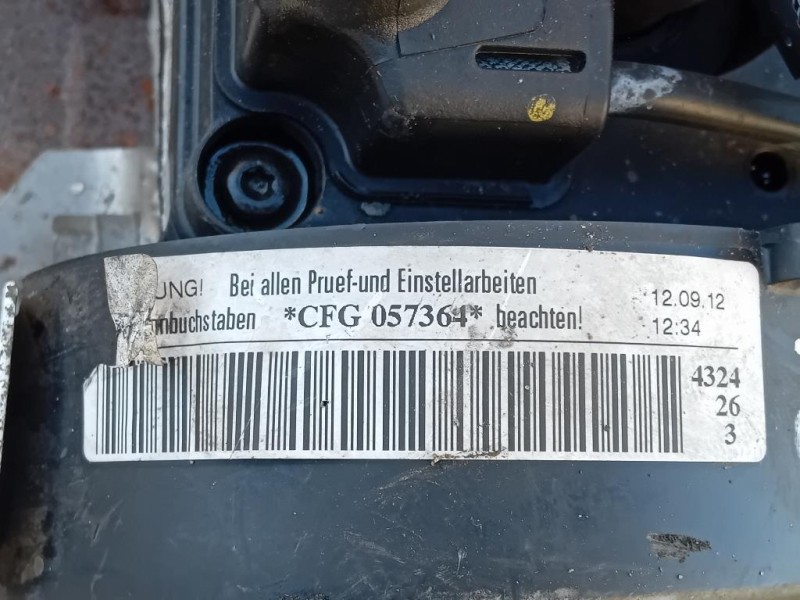 UNG! Bei allen Pruef-und Einstellarbeiten
nbuchstaben *CFG 057364* beachten!
12.09.12
12:34
4324
26
3